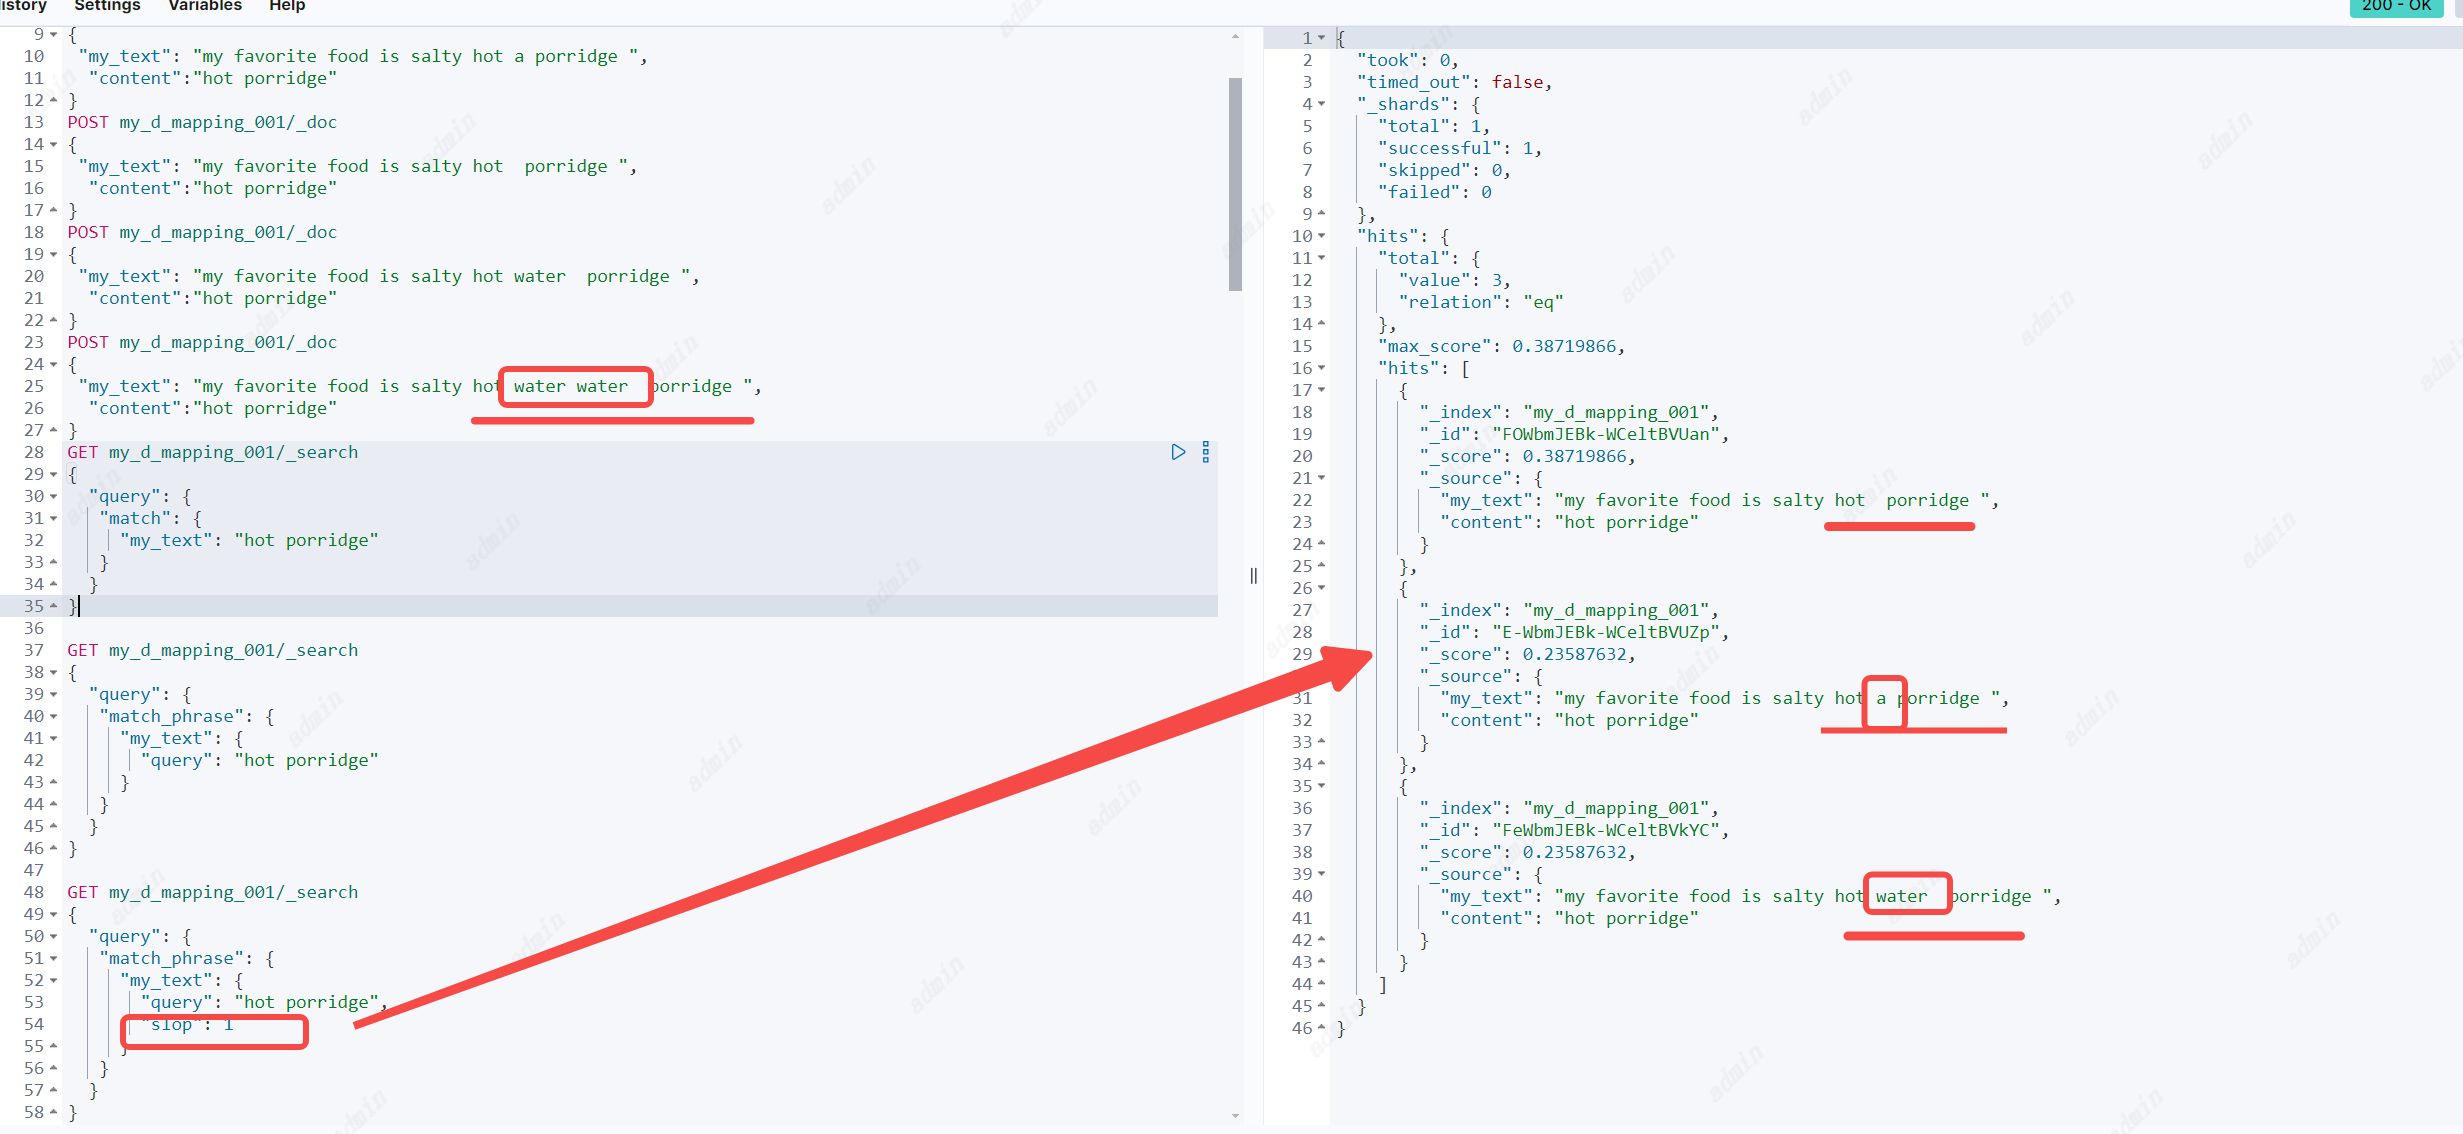 istory Settings Variables Help
200 - OK
9 {
10 "my_text": "my favorite food is salty hot a porridge ",
11 "content":"hot porridge"
12 }
13 POST my_d_mapping_001/_doc
14 {
15 "my_text": "my favorite food is salty hot  porridge ",
16 "content":"hot porridge"
17 }
18 POST my_d_mapping_001/_doc
19 {
20 "my_text": "my favorite food is salty hot water  porridge ",
21 "content":"hot porridge"
22 }
23 POST my_d_mapping_001/_doc
24 {
25 "my_text": "my favorite food is salty hot water water  porridge ",
26 "content":"hot porridge"
27 }
28 GET my_d_mapping_001/_search
29 {
30 "query": {
31 "match": {
32 "my_text": "hot porridge"
33 }
34 }
35 }
36
37 GET my_d_mapping_001/_search
38 {
39 "query": {
40 "match_phrase": {
41 "my_text": {
42 "query": "hot porridge"
43 }
44 }
45 }
46 }
47
48 GET my_d_mapping_001/_search
49 {
50 "query": {
51 "match_phrase": {
52 "my_text": {
53 "query": "hot porridge",
54 "slop": 1
55 }
56 }
57 }
58 }
1 {
2 "took": 0,
3 "timed_out": false,
4 "_shards": {
5 "total": 1,
6 "successful": 1,
7 "skipped": 0,
8 "failed": 0
9 },
10 "hits": {
11 "total": {
12 "value": 3,
13 "relation": "eq"
14 },
15 "max_score": 0.38719866,
16 "hits": [
17 {
18 "_index": "my_d_mapping_001",
19 "_id": "FOWbmJEBk-WCeltBVUan",
20 "_score": 0.38719866,
21 "_source": {
22 "my_text": "my favorite food is salty hot  porridge ",
23 "content": "hot porridge"
24 }
25 },
26 {
27 "_index": "my_d_mapping_001",
28 "_id": "E-WbmJEBk-WCeltBVUZp",
29 "_score": 0.23587632,
"_source": {
31 "my_text": "my favorite food is salty hot a porridge ",
32 "content": "hot porridge"
33 }
34 },
35 {
36 "_index": "my_d_mapping_001",
37 "_id": "FeWbmJEBk-WCeltBVkYC",
38 "_score": 0.23587632,
39 "_source": {
40 "my_text": "my favorite food is salty hot water  porridge ",
41 "content": "hot porridge"
42 }
43 }
44 ]
45 }
46 }
admin